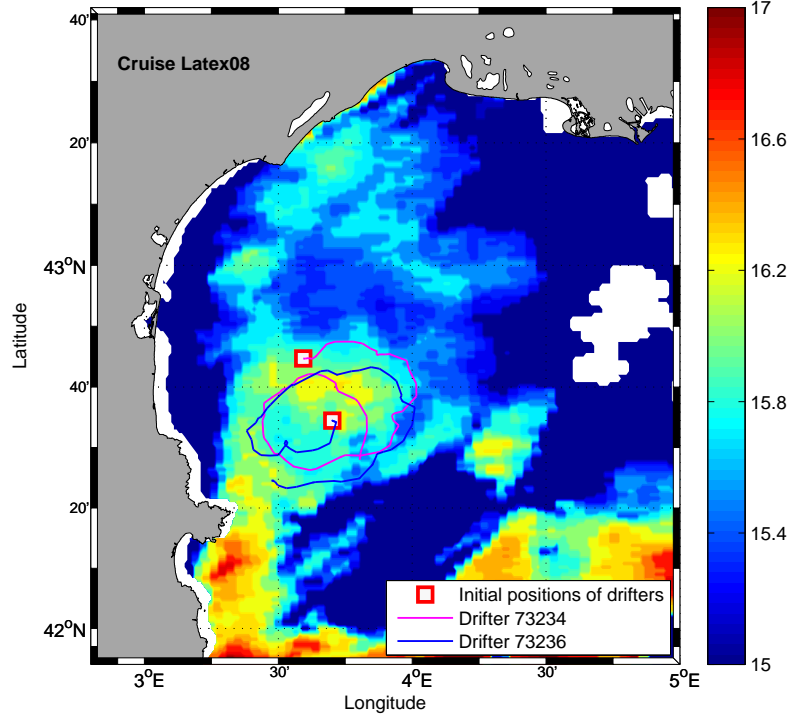 40'
Cruise Latex08
20'
43°N
40'
20'
42°N
Latitude
3°E
30'
4°E
30'
5°E
Longitude
Initial positions of drifters
Drifter 73234
Drifter 73236
17
16.6
16.2
15.8
15.4
15